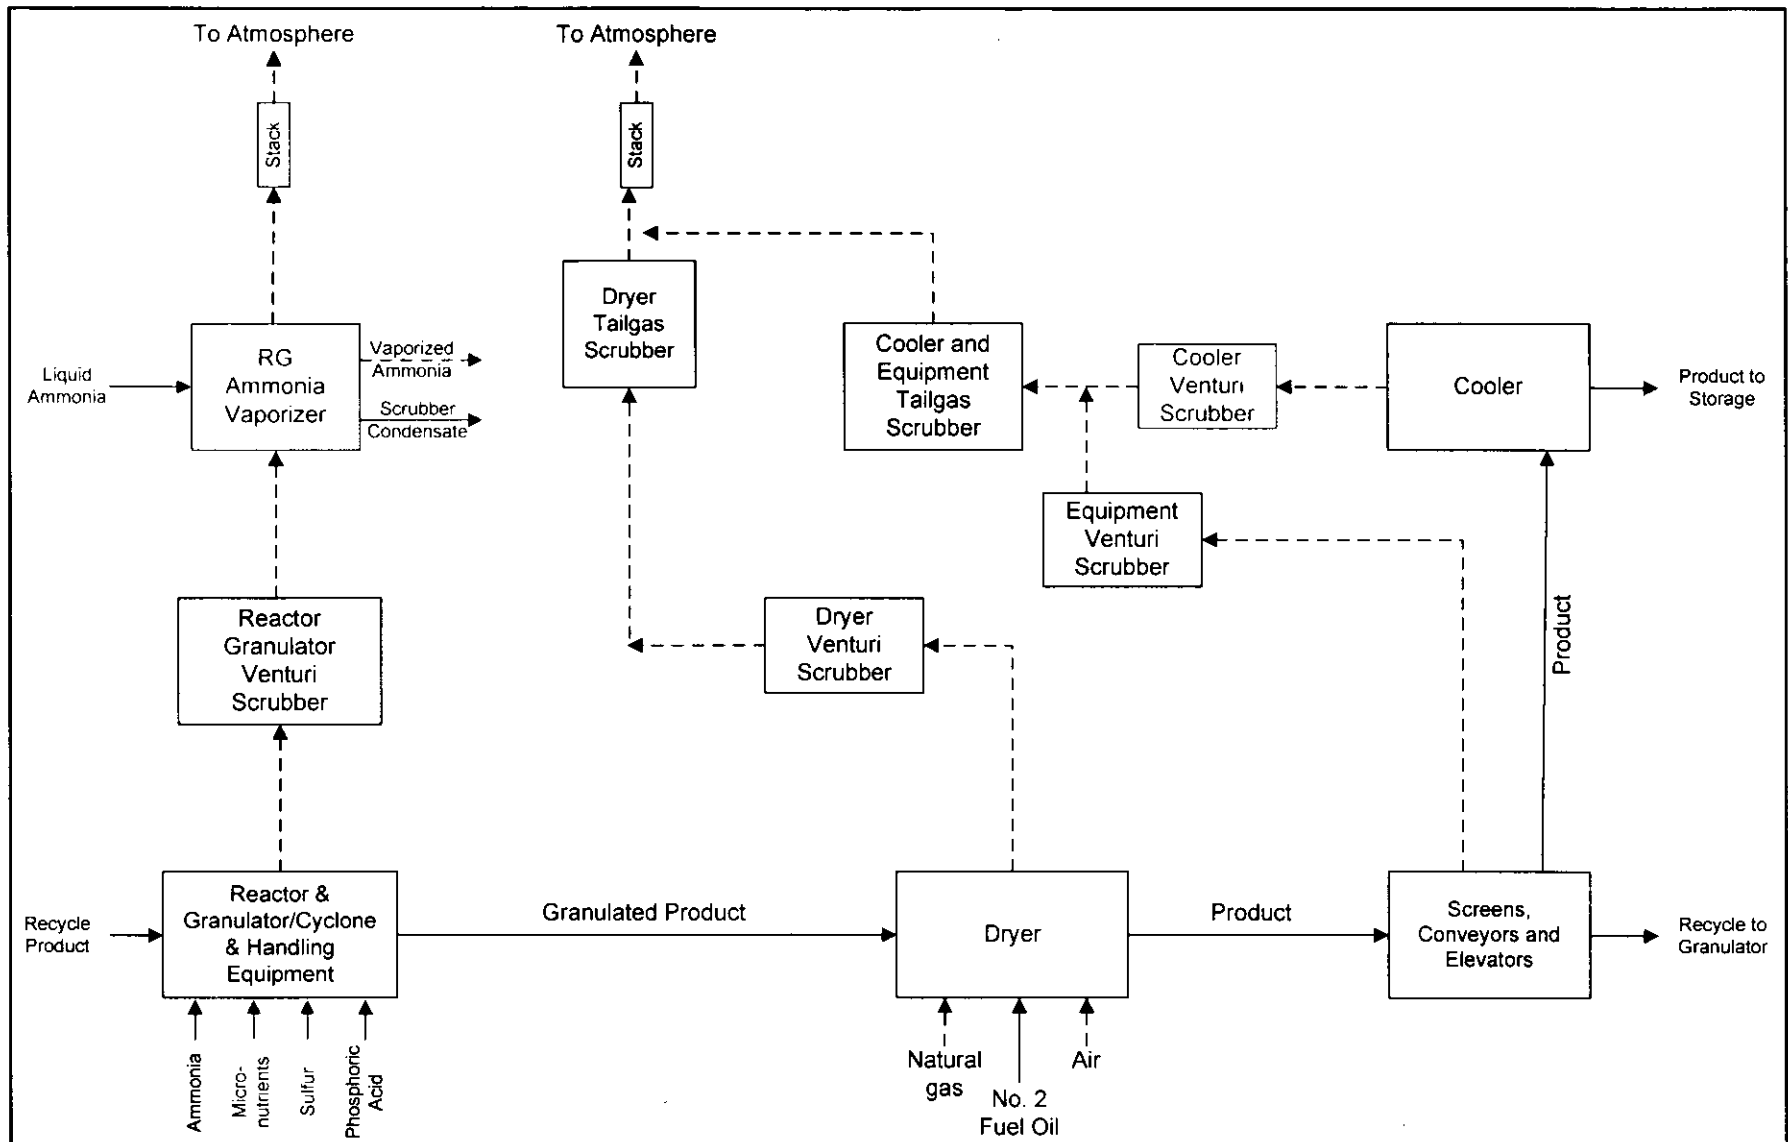 To Atmosphere
To Atmosphere
Stack
Stack
Dryer
Tailgas
Scrubber
RG
Ammonia
Vaporizer
Liquid
Ammonia
Vaporized
Ammonia
Scrubber
Condensate
Cooler and
Equipment
Tailgas
Scrubber
Cooler
Venturi
Scrubber
Cooler
Product to
Storage
Equipment
Venturi
Scrubber
Reactor
Granulator
Venturi
Scrubber
Dryer
Venturi
Scrubber
Product
Recycle
Product
Reactor &
Granulator/Cyclone
& Handling
Equipment
Granulated Product
Dryer
Product
Screens,
Conveyors and
Elevators
Recycle to
Granulator
Ammonia
Micro-
nutrients
Sulfur
Phosphoric
Acid
Natural
gas
No. 2
Fuel Oil
Air